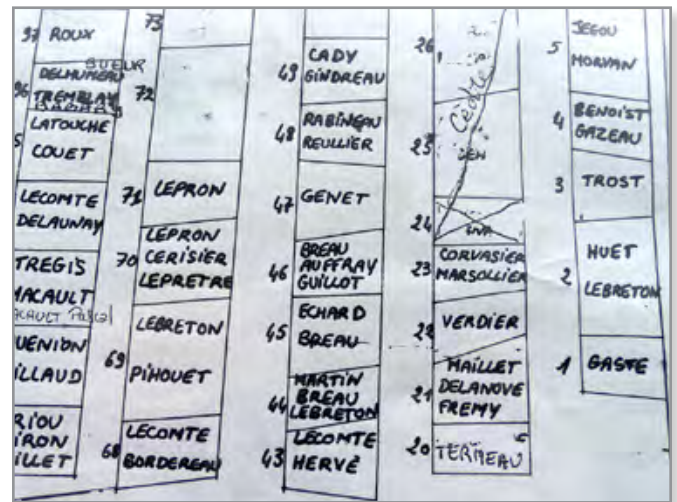 97 ROUX
SUEUR
DELHUMEAU
96 TREMBLAY
LATOUCHE
COUET
LECOMTE
DELAUNAY
TREGIS
MACAULT
UENION
ILLAUD
RIOU
IRON
ILLET
73
72
71 LEPRON
LEPRON
70 CERISIER
LEPRETRE
LEBRETON
69
PIHOUET
LECOMTE
68 BORDEREAU
CADY
49 GINDREAU
RABINEAU
48 REULLIER
47 GENET
BREAU
AUFFRAY
46 GUILLOT
ECHARD
45 BREAU
MARTIN
BREAU
44 LEBRETON
LECOMTE
43 HERVÉ
26
25
24
CORVASIER
23 MARSOLLIER
22 VERDIER
MAILLET
21 DELANOVE
FREMY
20 TERMEAU
JEGOU
5 MORVAN
BENOIST
4 GAZEAU
3 TROST
HUET
2 LEBRETON
1 GASTE